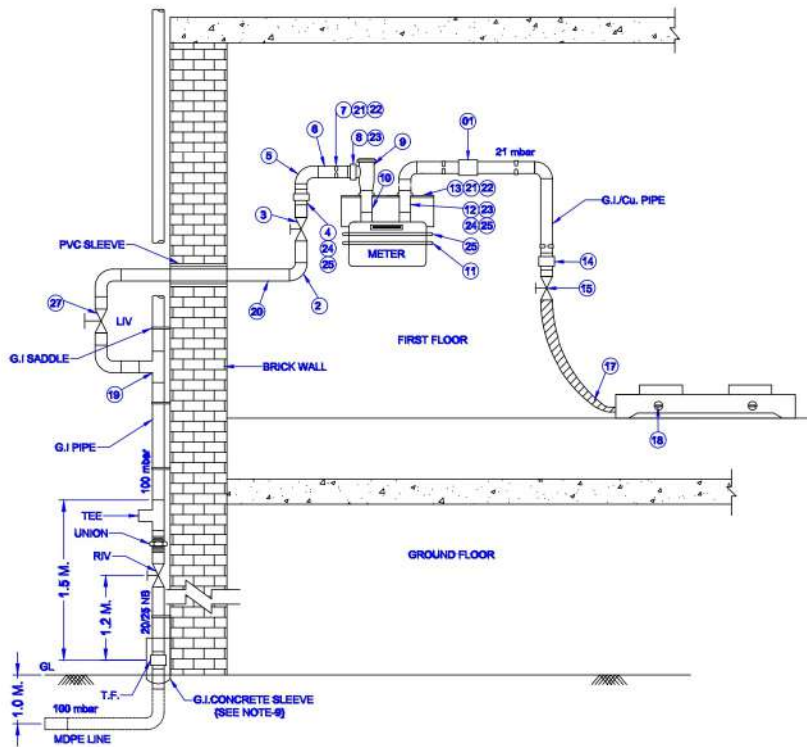 7 21 22
01
6
8 23
9
21 mbar
5
10
13 21 22
G.I./Cu. PIPE
3
12 23
4
24 25
PVC SLEEVE
24
25
METER
25
11
14
27
20
2
15
LIV
G.I SADDLE
FIRST FLOOR
BRICK WALL
19
17
G.I PIPE
18
100 mbar
TEE
UNION
GROUND FLOOR
RIV
1.5 M.
1.2 M.
20/25 NB
GL
T.F.
G.I.CONCRETE SLEEVE
(SEE NOTE-9)
1.0 M.
100 mbar
MDPE LINE